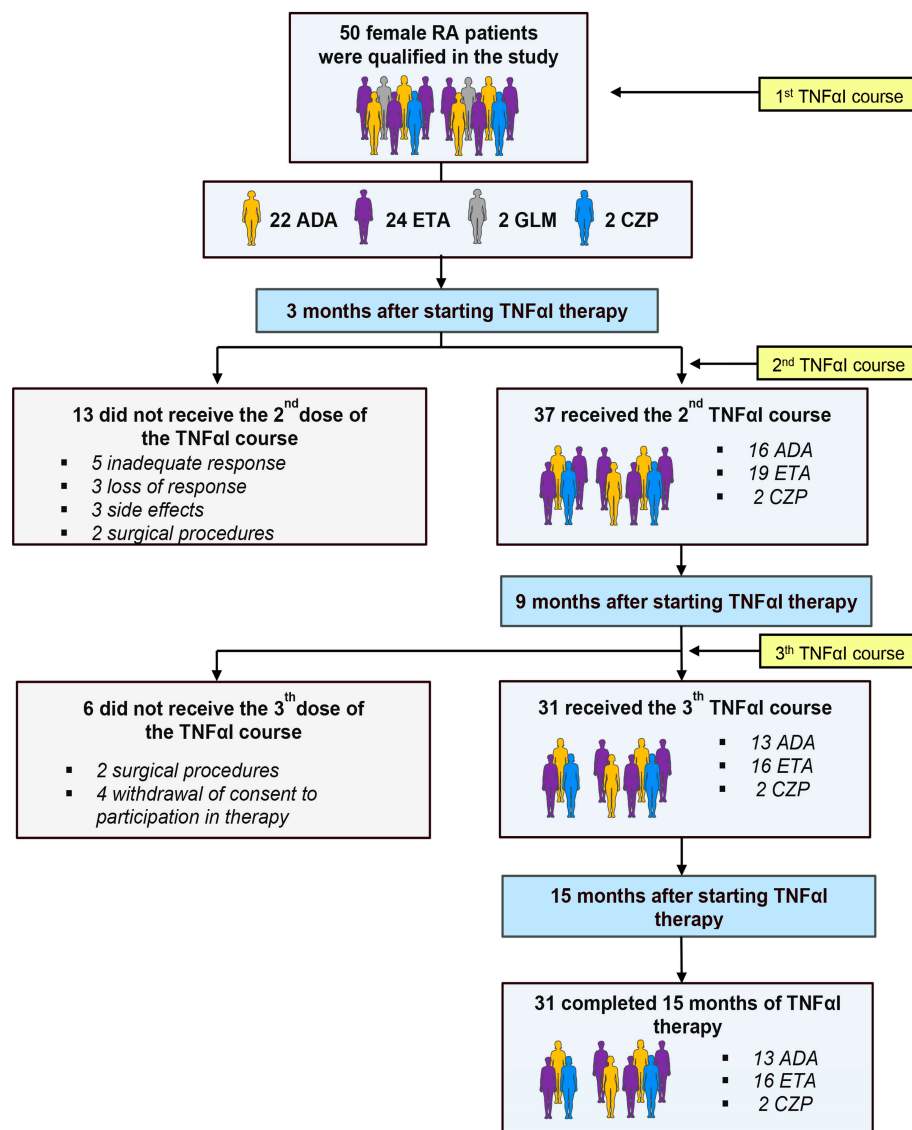 50 female RA patients
were qualified in the study
1st TNFαI course
22 ADA
24 ETA
2 GLM
2 CZP
3 months after starting TNFαI therapy
2nd TNFαI course
13 did not receive the 2nd dose of
the TNFαI course
▪ 5 inadequate response
▪ 3 loss of response
▪ 3 side effects
▪ 2 surgical procedures
37 received the 2nd TNFαI course
▪ 16 ADA
▪ 19 ETA
▪ 2 CZP
9 months after starting TNFαI therapy
3th TNFαI course
6 did not receive the 3th dose of
the TNFαI course
▪ 2 surgical procedures
▪ 4 withdrawal of consent to
participation in therapy
31 received the 3th TNFαI course
▪ 13 ADA
▪ 16 ETA
▪ 2 CZP
15 months after starting TNFαI
therapy
31 completed 15 months of TNFαI
therapy
▪ 13 ADA
▪ 16 ETA
▪ 2 CZP